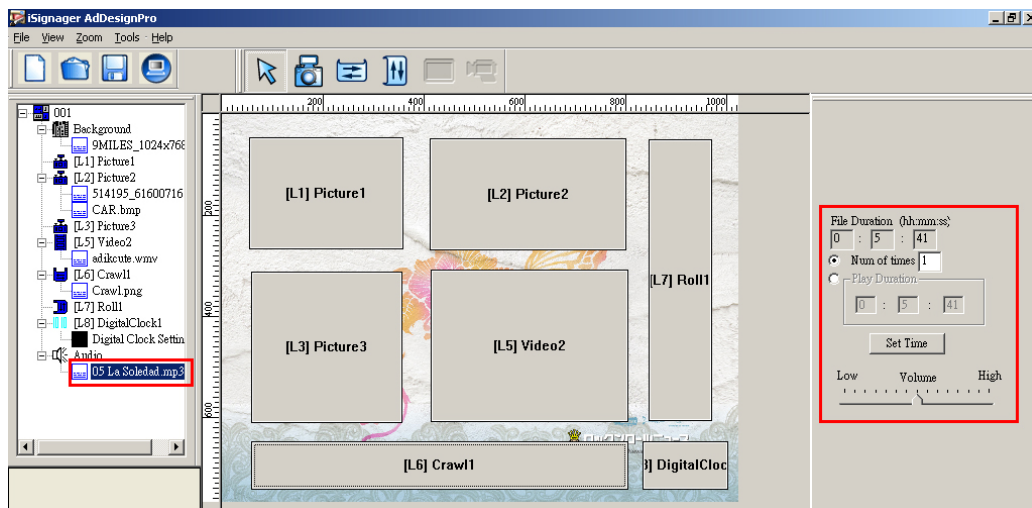 iSignager AdDesignPro
File View Zoom Tools Help
001
Background
9MILES_1024x768
[L1] Picture1
[L2] Picture2
514195_61600716
CAR.bmp
[L3] Picture3
[L5] Video2
adikcute.wmv
[L6] Crawl1
Crawl.png
[L7] Roll1
[L8] DigitalClock1
Digital Clock Settin
Audio
05 La Soledad.mp3
200 400 600 800 1000
200
400
600
[L1] Picture1
[L2] Picture2
[L7] Roll1
[L3] Picture3
[L5] Video2
[L6] Crawl1
3] DigitalCloc
File Duration (hh:mm:ss)
0 : 5 : 41
Num of times 1
Play Duration
0 : 5 : 41
Set Time
Low Volume High